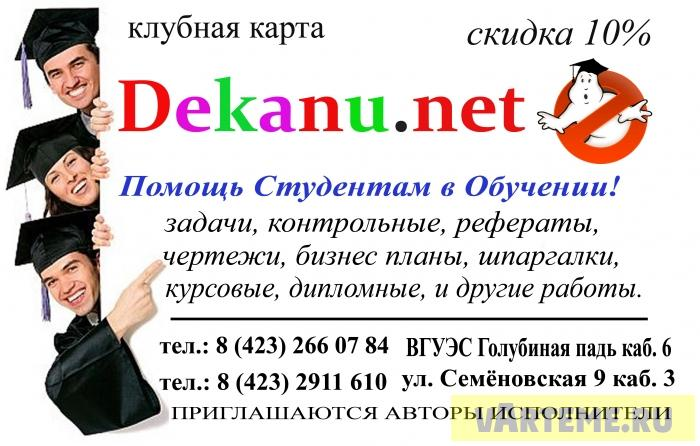 клубная карта
скидка 10%
Dekanu.net
Помощь Студентам в Обучении!
задачи, контрольные, рефераты,
чертежи, бизнес планы, шпаргалки,
курсовые, дипломные, и другие работы.
тел.: 8 (423) 266 07 84 ВГУЭС Голубиная падь каб. 6
тел.: 8 (423) 2911 610 ул. Семёновская 9 каб. 3
ПРИГЛАШАЮТСЯ АВТОРЫ ИСПОЛНИТЕЛИ
VARTEME.RU